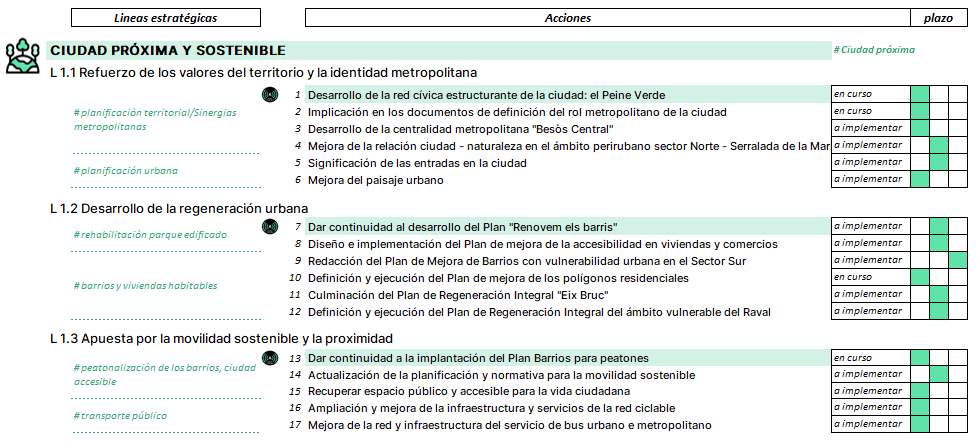 Lineas estratégicas Acciones plazo
CIUDAD PRÓXIMA Y SOSTENIBLE # Ciudad próxima
L 1.1 Refuerzo de los valores del territorio y la identidad metropolitana
# planificación territorial/Sinergias metropolitanas
1 Desarrollo de la red cívica estructurante de la ciudad: el Peine Verde en curso
2 Implicación en los documentos de definición del rol metropolitano de la ciudad en curso
3 Desarrollo de la centralidad metropolitana "Besòs Central" a implementar
4 Mejora de la relación ciudad - naturaleza en el ámbito perirubano sector Norte - Serralada de la Mar a implementar
# planificación urbana
5 Significación de las entradas en la ciudad a implementar
6 Mejora del paisaje urbano a implementar
L 1.2 Desarrollo de la regeneración urbana
# rehabilitación parque edificado
7 Dar continuidad al desarrollo del Plan "Renovem els barris" a implementar
8 Diseño e implementación del Plan de mejora de la accesibilidad en viviendas y comercios a implementar
# barrios y viviendas habitables
9 Redacción del Plan de Mejora de Barrios con vulnerabilidad urbana en el Sector Sur a implementar
10 Definición y ejecución del Plan de mejora de los polígonos residenciales en curso
11 Culminación del Plan de Regeneración Integral "Eix Bruc" a implementar
12 Definición y ejecución del Plan de Regeneración Integral del ámbito vulnerable del Raval a implementar
L 1.3 Apuesta por la movilidad sostenible y la proximidad
# peatonalización de los barrios, ciudad accesible
13 Dar continuidad a la implantación del Plan Barrios para peatones en curso
14 Actualización de la planificación y normativa para la movilidad sostenible a implementar
15 Recuperar espacio público y accesible para la vida ciudadana a implementar
# transporte público
16 Ampliación y mejora de la infraestructura y servicios de la red ciclable a implementar
17 Mejora de la red y infraestructura del servicio de bus urbano e metropolitano a implementar